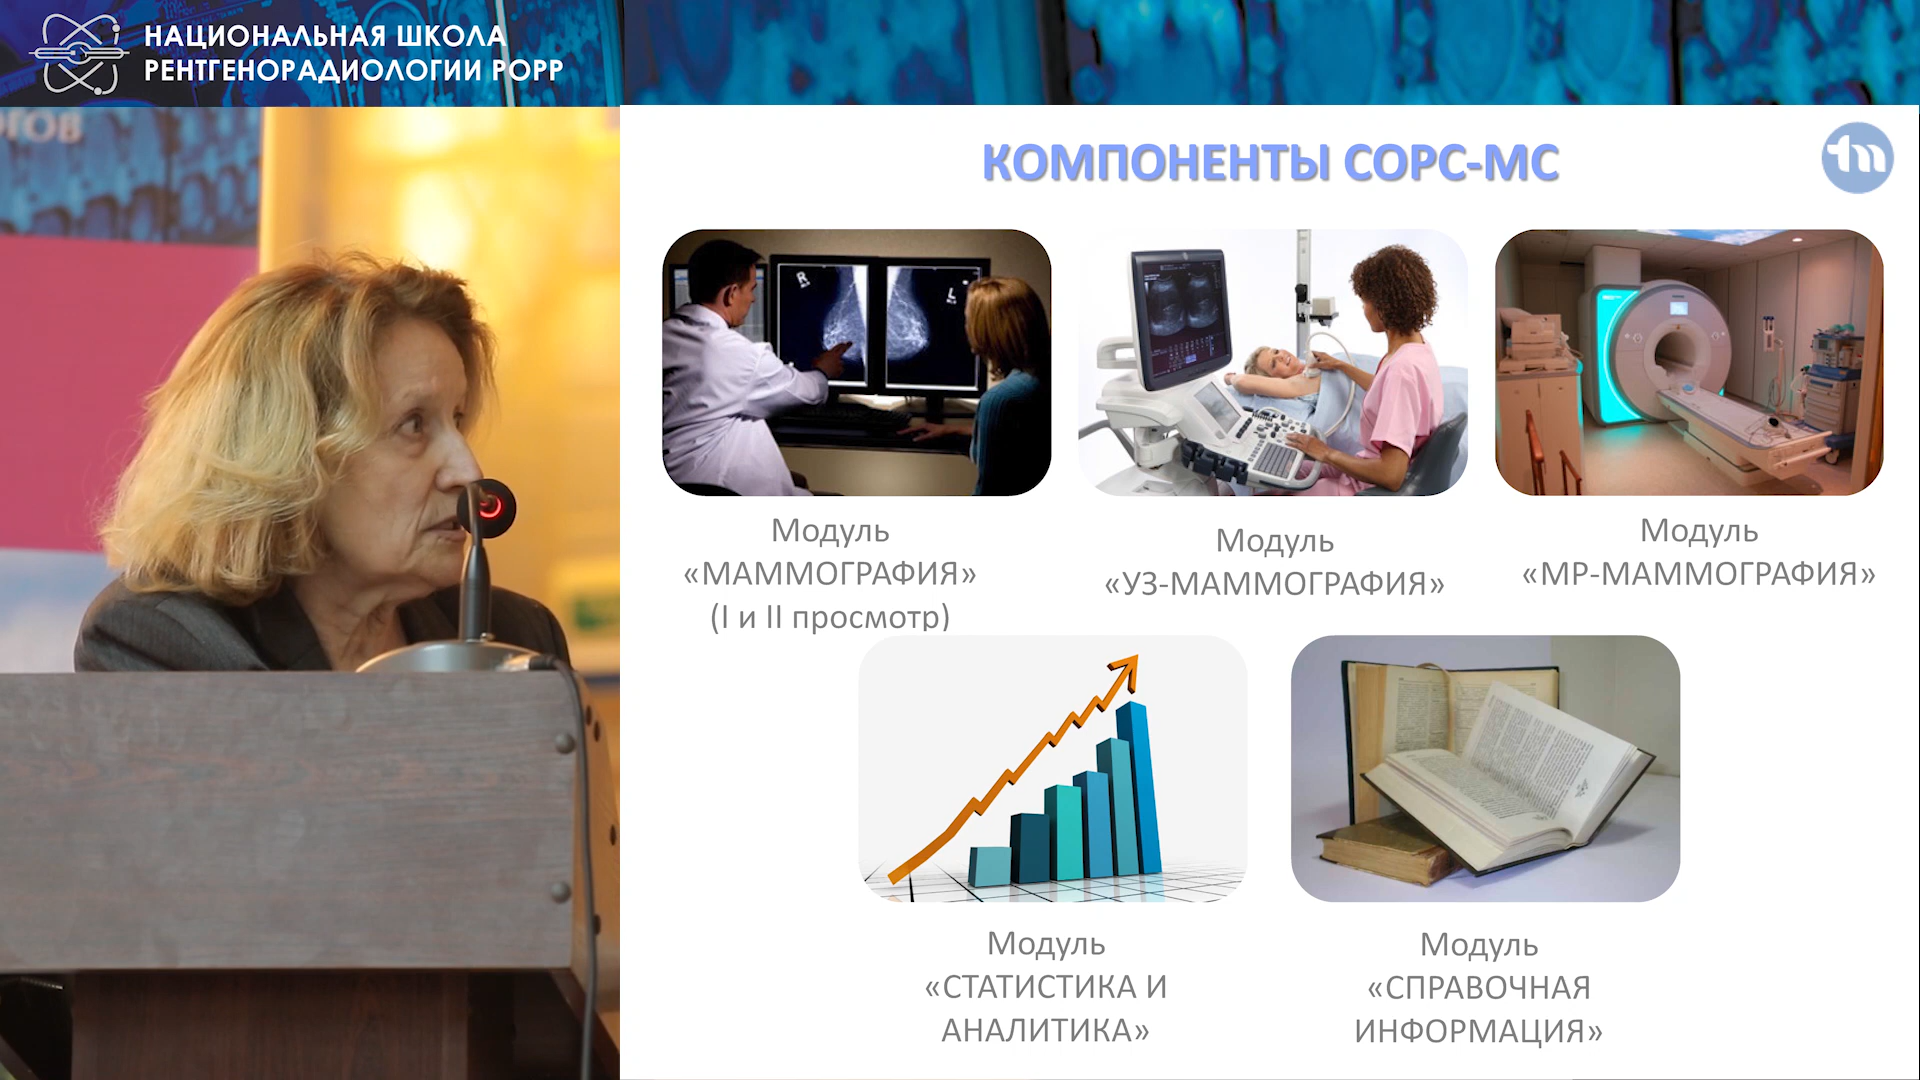 НАЦИОНАЛЬНАЯ ШКОЛА
РЕНТГЕНОРАДИОЛОГИИ РОРР
КОМПОНЕНТЫ СОРС-МС
Модуль
«МАММОГРАФИЯ»
(I и II просмотр)
Модуль
«УЗ-МАММОГРАФИЯ»
Модуль
«МР-МАММОГРАФИЯ»
Модуль
«СТАТИСТИКА И
АНАЛИТИКА»
Модуль
«СПРАВОЧНАЯ
ИНФОРМАЦИЯ»
R
L